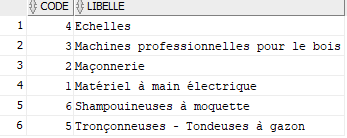 CODE LIBELLE
1 4 Echelles
2 3 Machines professionnelles pour le bois
3 2 Maçonnerie
4 1 Matériel à main électrique
5 6 Shampouineuses à moquette
6 5 Tronçonneuses - Tondeuses à gazon